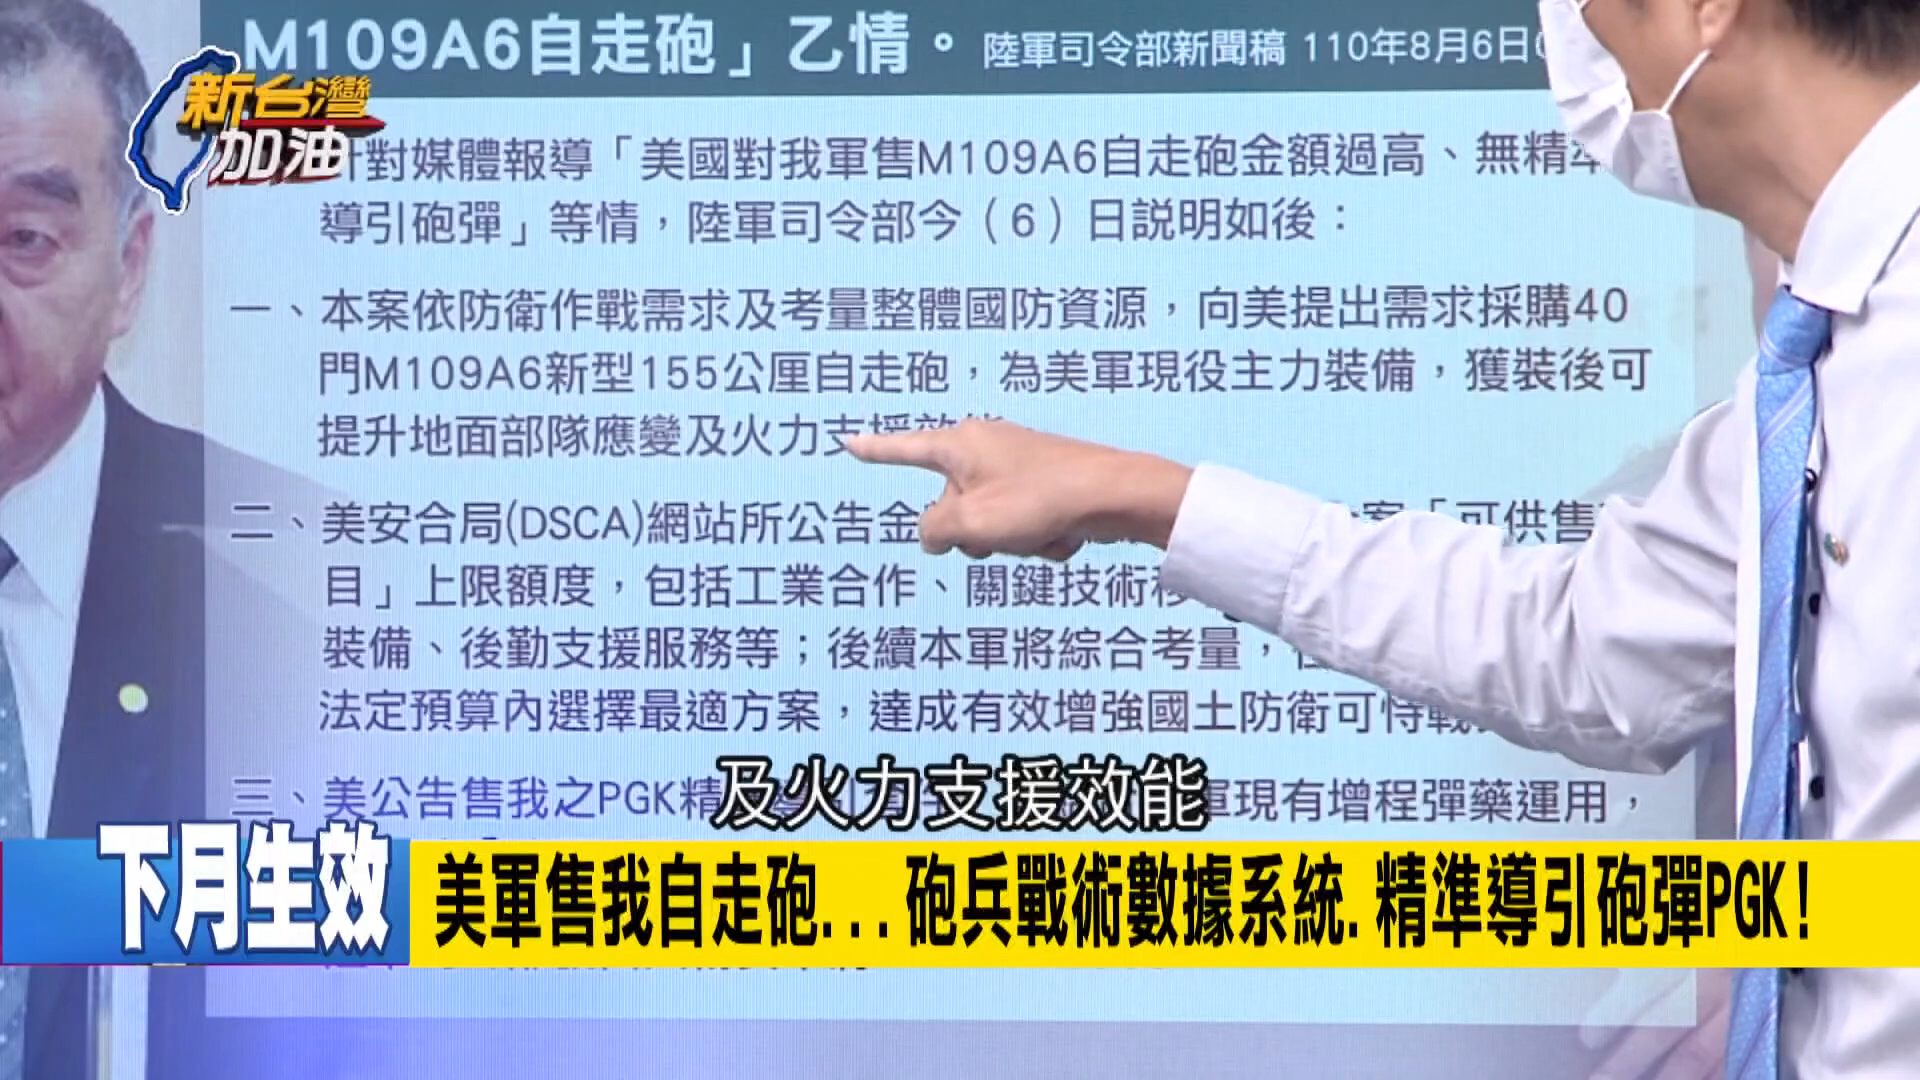 M109A6自走砲」乙情。 陸軍司令部新聞稿 110年8月6日
新台灣
加油
針對媒體報導「美國對我軍售M109A6自走砲金額過高、無精準
導引砲彈」等情，陸軍司令部今（6）日說明如後：
一、本案依防衛作戰需求及考量整體國防資源，向美提出需求採購40
門M109A6新型155公厘自走砲，為美軍現役主力裝備，獲裝後可
提升地面部隊應變及火力支援效能
二、美安合局(DSCA)網站所公告金 案「可供售
目」上限額度，包括工業合作、關鍵技術移
裝備、後勤支援服務等；後續本軍將綜合考量，
法定預算內選擇最適方案，達成有效增強國土防衛可恃戰
三、美公告售我之PGK精 軍現有增程彈藥運用，
及火力支援效能
下月生效
美軍售我自走砲...砲兵戰術數據系統.精準導引砲彈PGK!